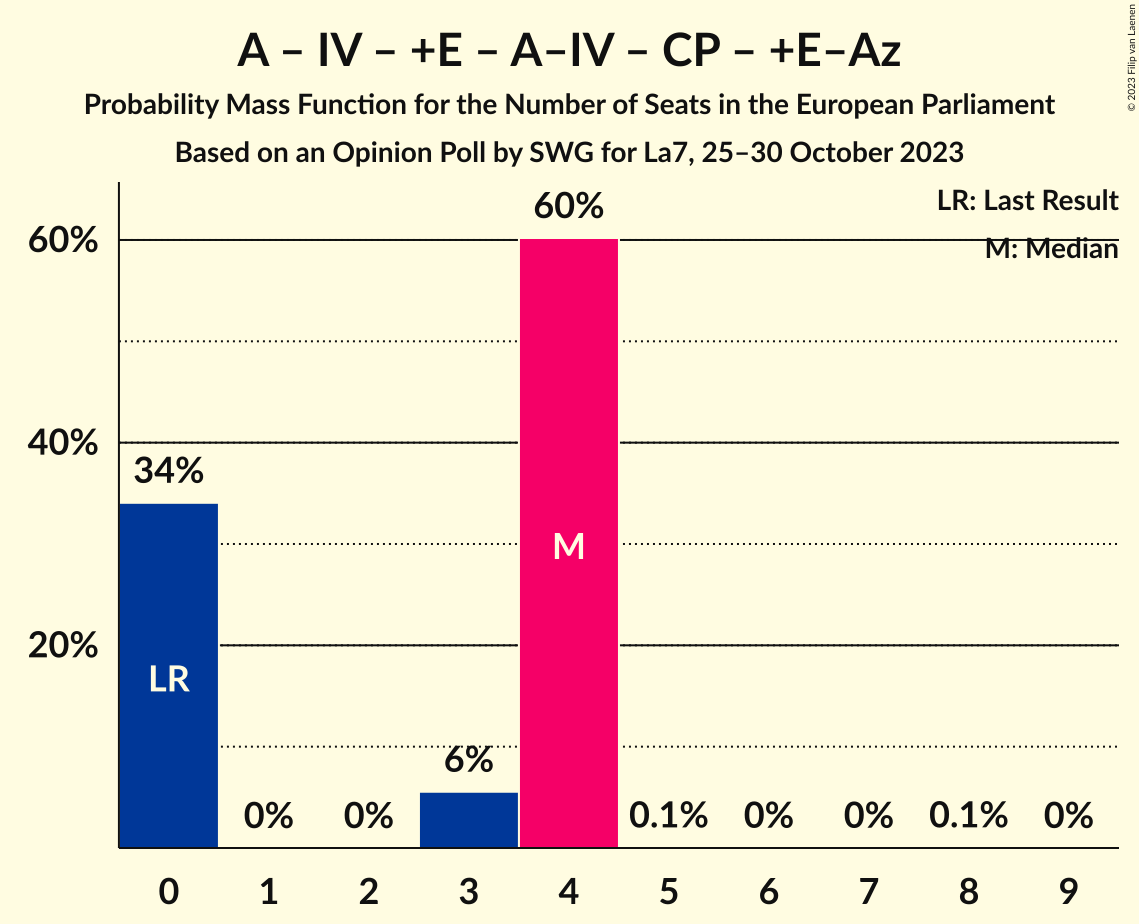 A – IV – +E – A–IV – CP – +E–Az
Probability Mass Function for the Number of Seats in the European Parliament
Based on an Opinion Poll by SWG for La7, 25–30 October 2023
© 2023 Filip van Laenen
LR: Last Result
M: Median
60%
40%
20%
34%
0%
0%
6%
60%
0.1%
0%
0%
0.1%
0%
LR
M
0 1 2 3 4 5 6 7 8 9